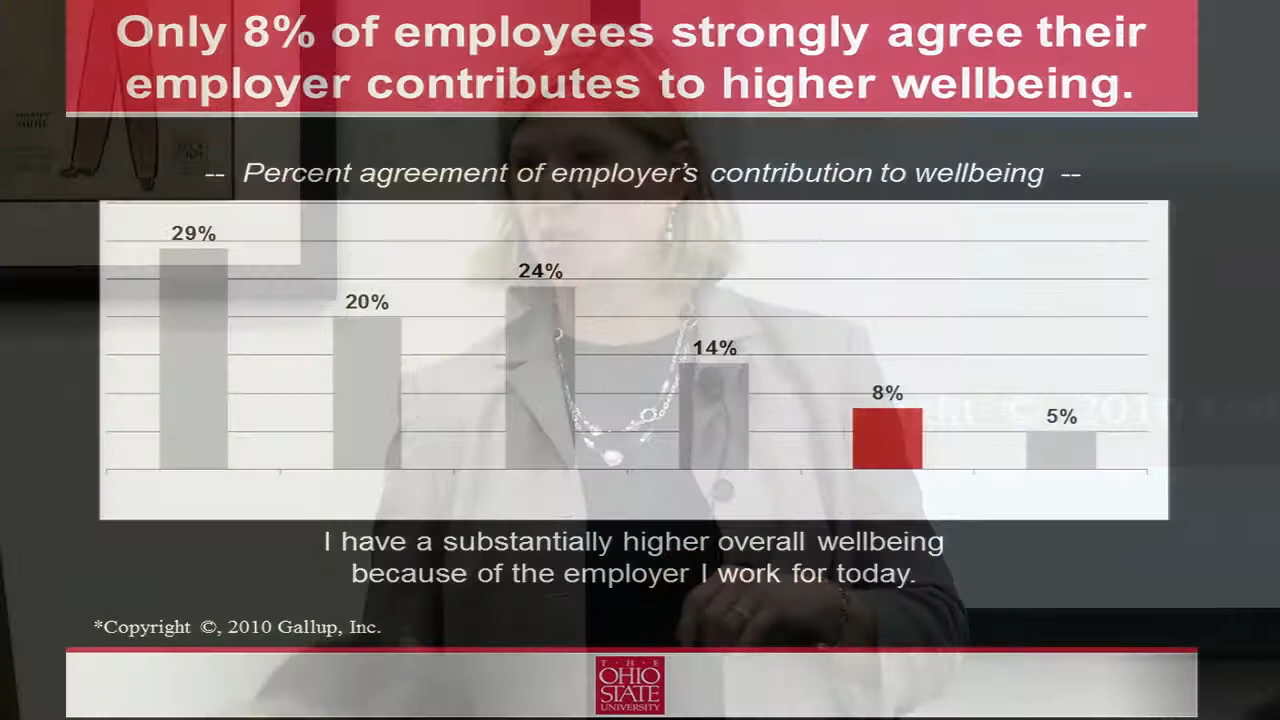 Only 8% of employees strongly agree their
employer contributes to higher wellbeing.
-- Percent agreement of employer's contribution to wellbeing --
29%
20%
24%
14%
8%
5%
I have a substantially higher overall wellbeing
because of the employer I work for today.
*Copyright ©, 2010 Gallup, Inc.
T · H · E
OHIO
STATE
UNIVERSITY